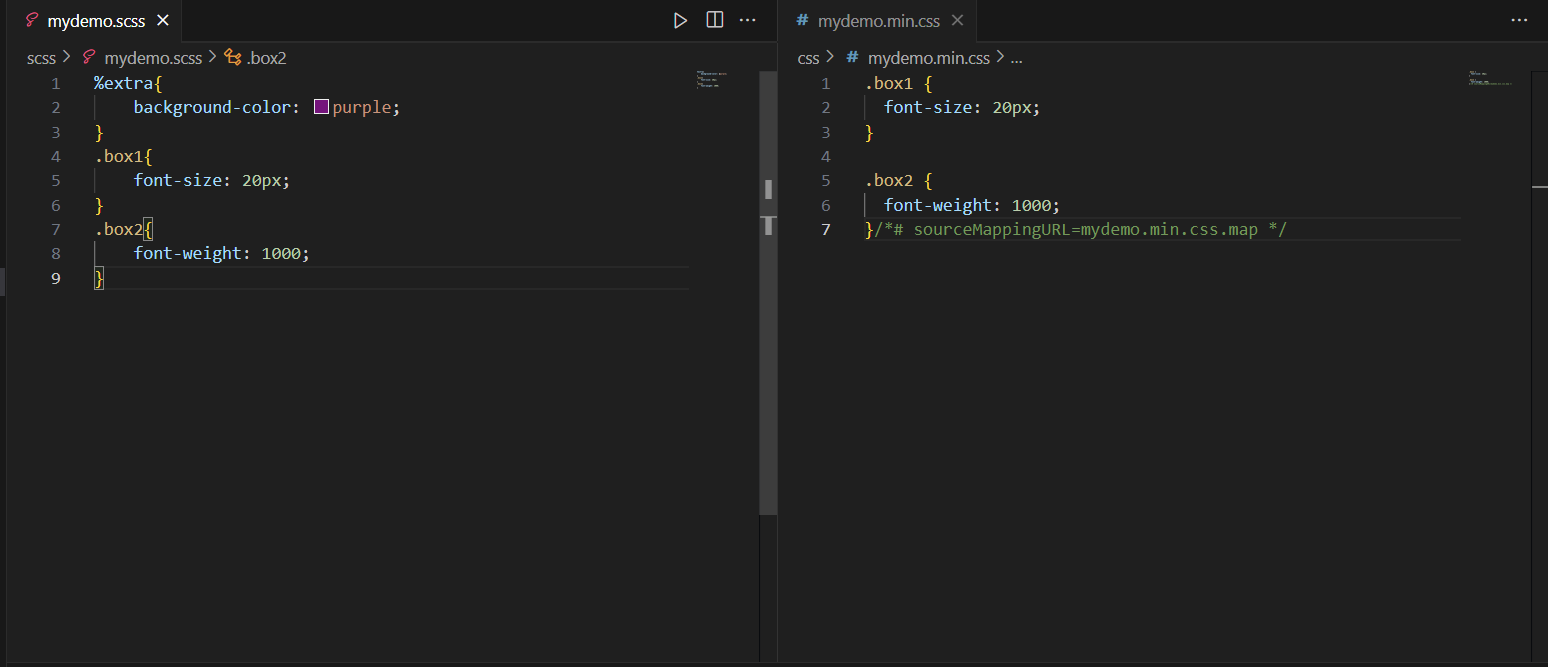 mydemo.scss
scss > mydemo.scss > .box2
1 %extra{
2 background-color: purple;
3 }
4 .box1{
5 font-size: 20px;
6 }
7 .box2{
8 font-weight: 1000;
9 }
# mydemo.min.css
css > # mydemo.min.css > ...
1 .box1 {
2 font-size: 20px;
3 }
4
5 .box2 {
6 font-weight: 1000;
7 }/*# sourceMappingURL=mydemo.min.css.map */